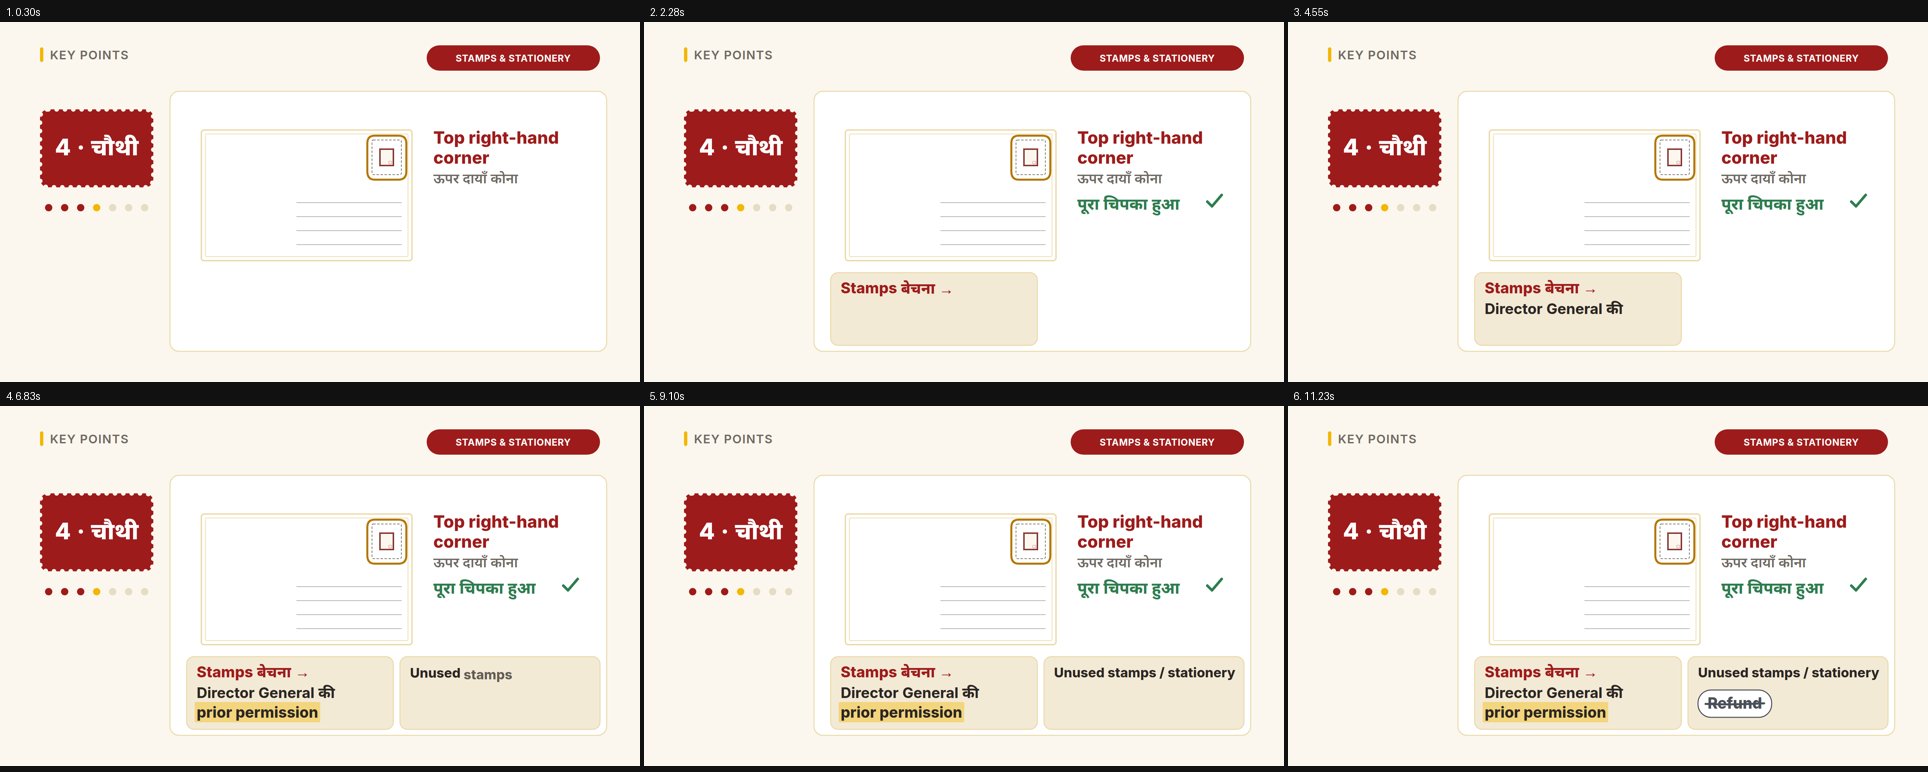 1. 0.30s
KEY POINTS
STAMPS & STATIONERY
4 · चौथी
Top right-hand
corner
ऊपर दायाँ कोना
2. 2.28s
KEY POINTS
STAMPS & STATIONERY
4 · चौथी
Top right-hand
corner
ऊपर दायाँ कोना
पूरा चिपका हुआ
Stamps बेचना →
3. 4.55s
KEY POINTS
STAMPS & STATIONERY
4 · चौथी
Top right-hand
corner
ऊपर दायाँ कोना
पूरा चिपका हुआ
Stamps बेचना →
Director General की
4. 6.83s
KEY POINTS
STAMPS & STATIONERY
4 · चौथी
Top right-hand
corner
ऊपर दायाँ कोना
पूरा चिपका हुआ
Stamps बेचना →
Director General की
prior permission
Unused stamps
5. 9.10s
KEY POINTS
STAMPS & STATIONERY
4 · चौथी
Top right-hand
corner
ऊपर दायाँ कोना
पूरा चिपका हुआ
Stamps बेचना →
Director General की
prior permission
Unused stamps / stationery
6. 11.23s
KEY POINTS
STAMPS & STATIONERY
4 · चौथी
Top right-hand
corner
ऊपर दायाँ कोना
पूरा चिपका हुआ
Stamps बेचना →
Director General की
prior permission
Unused stamps / stationery
Refund